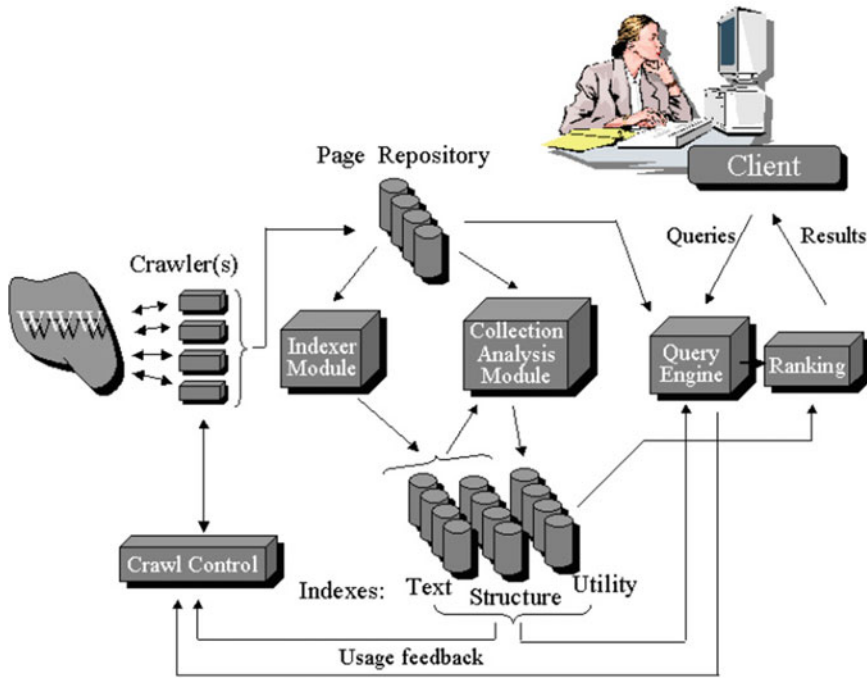 Page Repository
Client
Queries
Results
Crawler(s)
WWW
Indexer
Module
Collection
Analysis
Module
Query
Engine
Ranking
Crawl Control
Indexes:
Text
Structure
Utility
Usage feedback